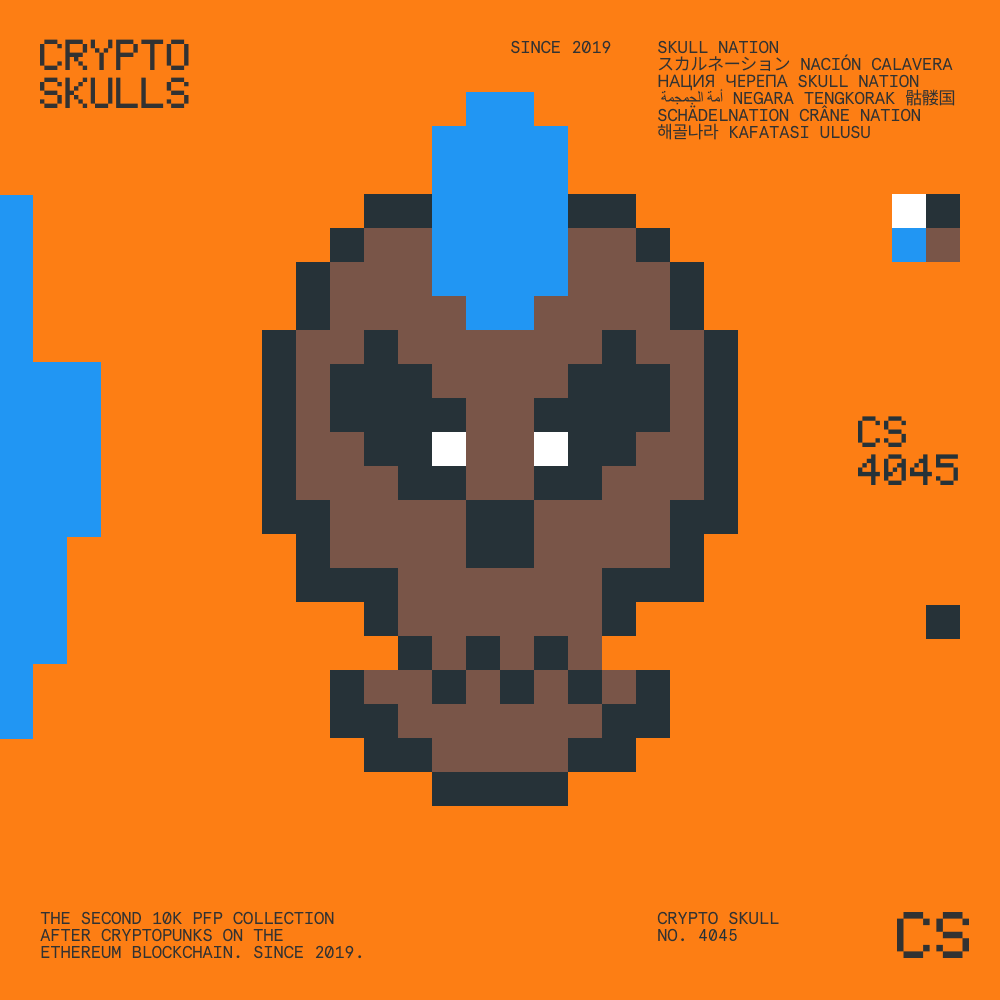 CRYPTO
SKULLS
SINCE 2019
SKULL NATION
スカルネーション NACIÓN CALAVERA
НАЦИЯ ЧЕРЕПА SKULL NATION
أمة الجمجمة NEGARA TENGKORAK 骷髅国
SCHÄDELNATION CRÂNE NATION
해골나라 KAFATASI ULUSU
CS
4045
THE SECOND 10K PFP COLLECTION
AFTER CRYPTOPUNKS ON THE
ETHEREUM BLOCKCHAIN. SINCE 2019.
CRYPTO SKULL
NO. 4045
CS